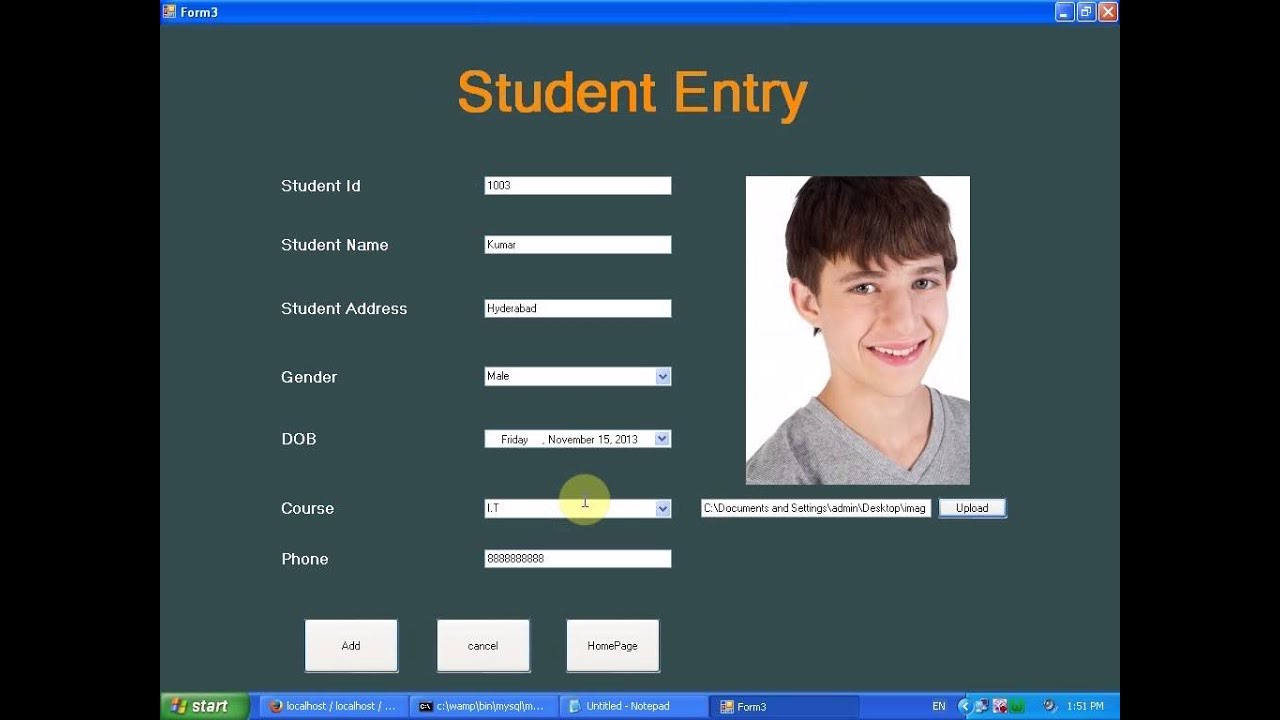 Form3
Student Entry
Student Id 1003
Student Name Kumar
Student Address Hyderabad
Gender Male
DOB Friday , November 15, 2013
Course I.T C:\Documents and Settings\admin\Desktop\imag Upload
Phone 8888888888
Add cancel HomePage
start localhost / localhost / ... c:\wamp\bin\mysql\m... Untitled - Notepad Form3 EN 1:51 PM